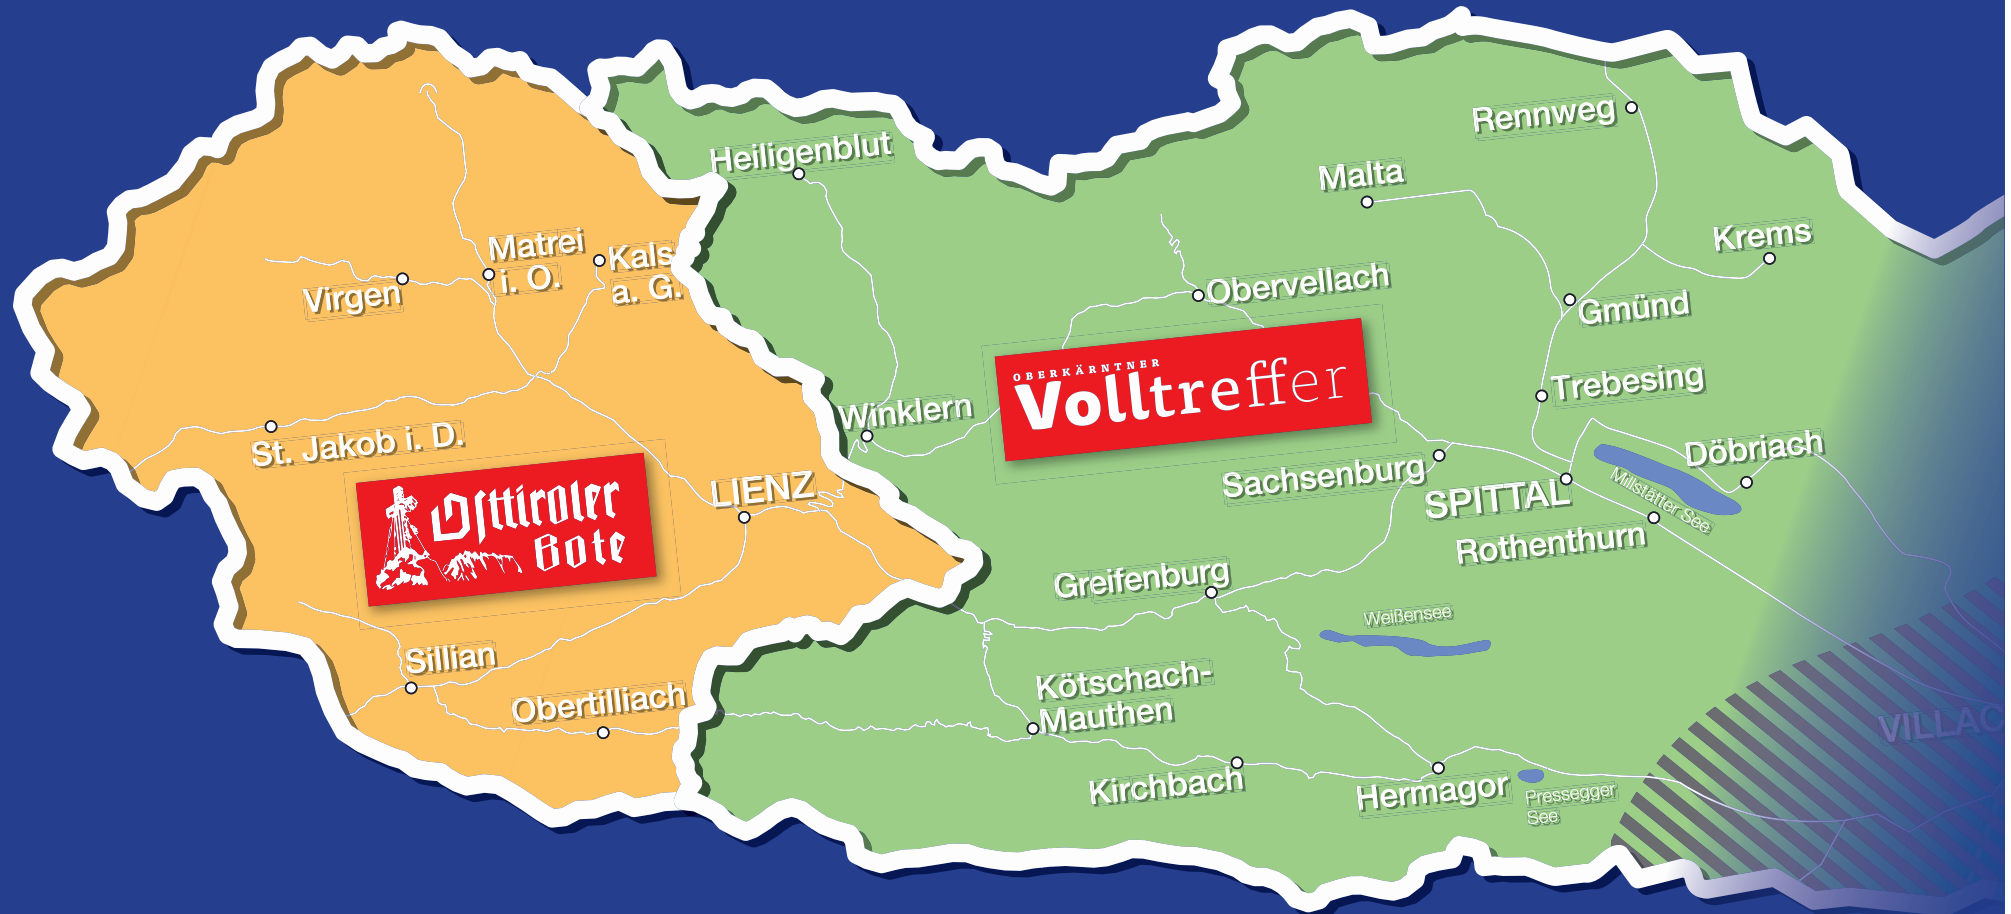 Heiligenblut
Rennweg
Malta
Matrei
i. O.
Kals
a. G.
Virgen
Krems
Obervellach
Gmünd
OBERKÄRNTNER
Volltreffer
Trebesing
Winklern
St. Jakob i. D.
Döbriach
Sachsenburg
Millstätter See
SPITTAL
LIENZ
Osttiroler
Bote
Rothenthurn
Greifenburg
Weißensee
Sillian
Obertilliach
Kötschach-
Mauthen
VILLAC
Kirchbach
Hermagor
Pressegger
See